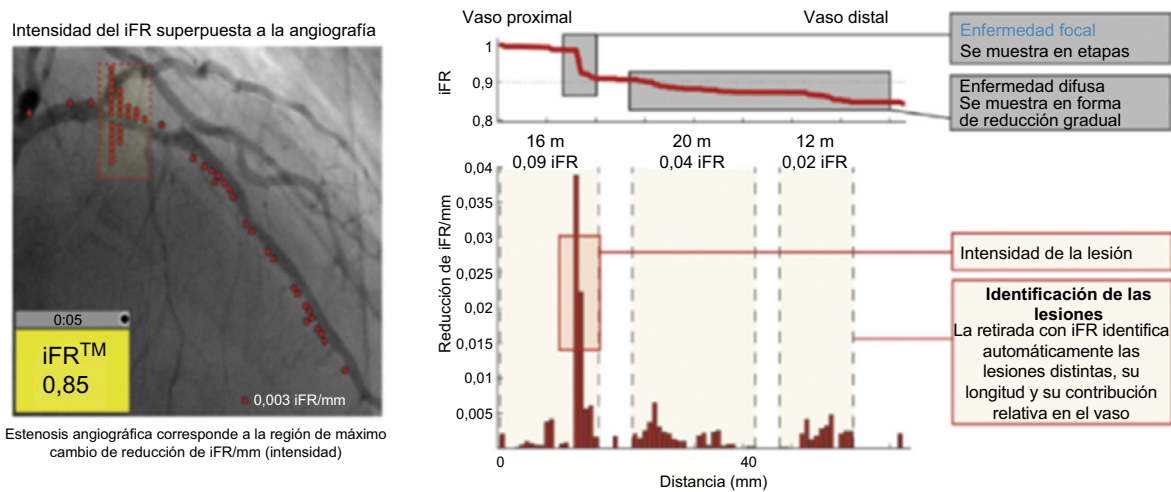 Intensidad del iFR superpuesta a la angiografía
0:05
iFR™
0,85
0,003 iFR/mm
Estenosis angiográfica corresponde a la región de máximo
cambio de reducción de iFR/mm (intensidad)
Vaso proximal
Vaso distal
iFR
1
0,9
0,8
Enfermedad focal
Se muestra en etapas
Enfermedad difusa
Se muestra en forma
de reducción gradual
16 m
0,09 iFR
20 m
0,04 iFR
12 m
0,02 iFR
Reducción de iFR/mm
0,04
0,035
0,03
0,025
0,02
0,015
0,01
0,005
0
40
Distancia (mm)
Intensidad de la lesión
Identificación de las
lesiones
La retirada con iFR identifica
automáticamente las
lesiones distintas, su
longitud y su contribución
relativa en el vaso